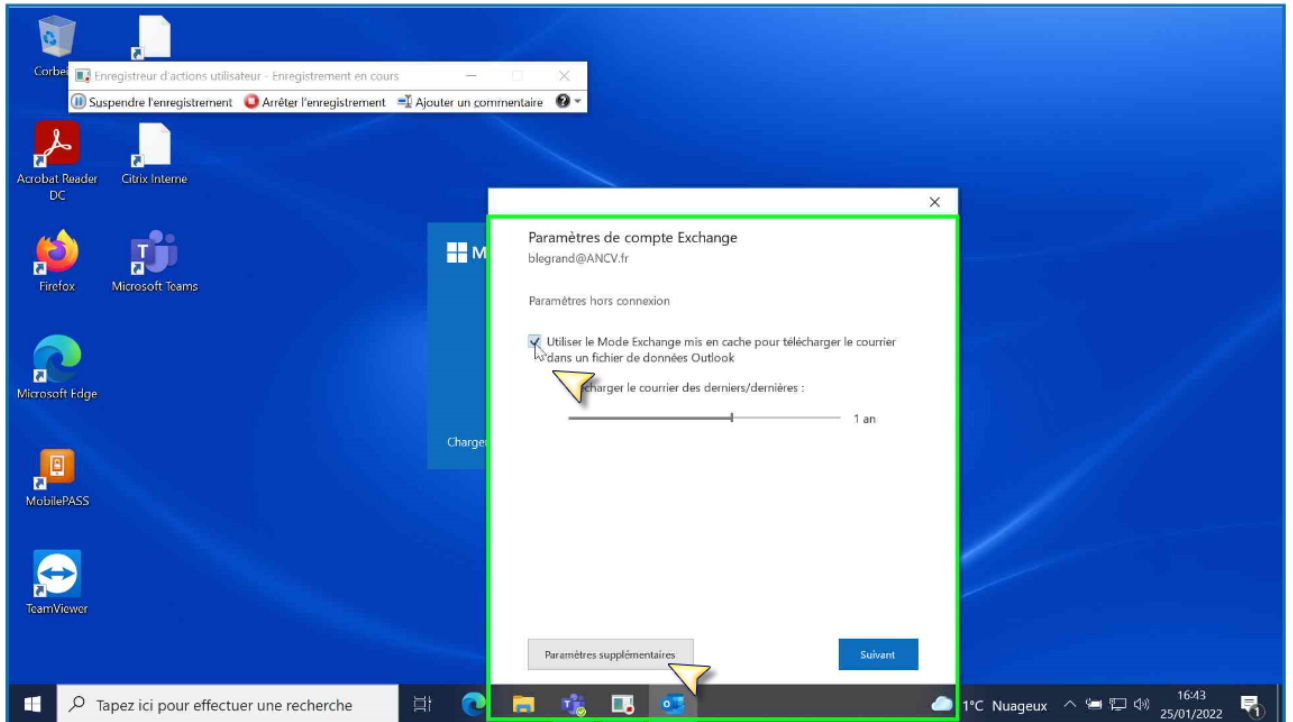 Corbei
Enregistreur d'actions utilisateur - Enregistrement en cours
Suspendre l'enregistrement Arrêter l'enregistrement Ajouter un commentaire
Acrobat Reader
DC
Citrix Interne
Firefox
Microsoft Teams
Microsoft Edge
MobilePASS
TeamViewer
M
Charge
Paramètres de compte Exchange
blegrand@ANCV.fr
Paramètres hors connexion
Utiliser le Mode Exchange mis en cache pour télécharger le courrier
dans un fichier de données Outlook
charger le courrier des derniers/dernières :
1 an
Paramètres supplémentaires
Suivant
Tapez ici pour effectuer une recherche
1°C Nuageux
16:43
25/01/2022
1